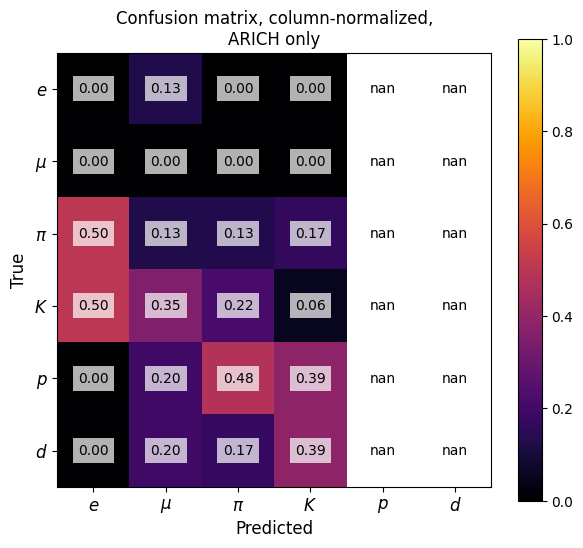 Confusion matrix, column-normalized,
ARICH only
1.0
e 0.00 0.13 0.00 0.00 nan nan
0.8
μ 0.00 0.00 0.00 0.00 nan nan
0.6
π 0.50 0.13 0.13 0.17 nan nan
True
K 0.50 0.35 0.22 0.06 nan nan
0.4
p 0.00 0.20 0.48 0.39 nan nan
0.2
d 0.00 0.20 0.17 0.39 nan nan
0.0
e μ π K p d
Predicted